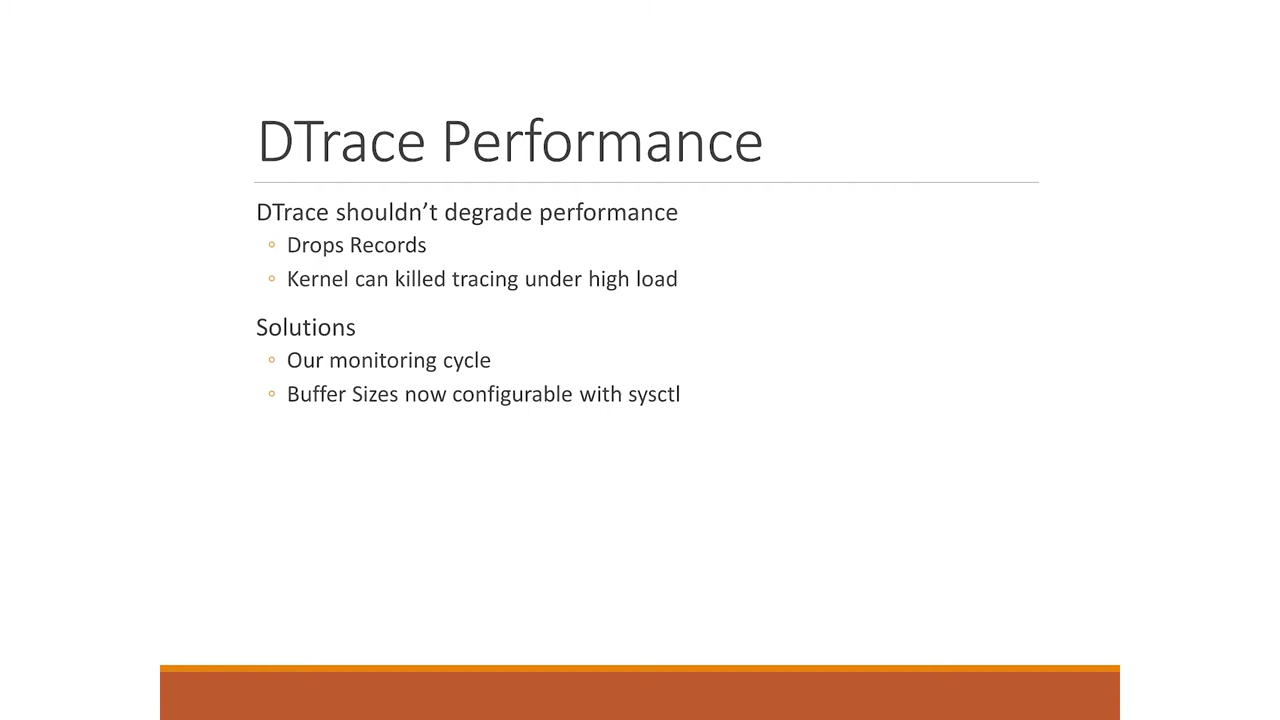 DTrace Performance
DTrace shouldn’t degrade performance
◦ Drops Records
◦ Kernel can killed tracing under high load
Solutions
◦ Our monitoring cycle
◦ Buffer Sizes now configurable with sysctl